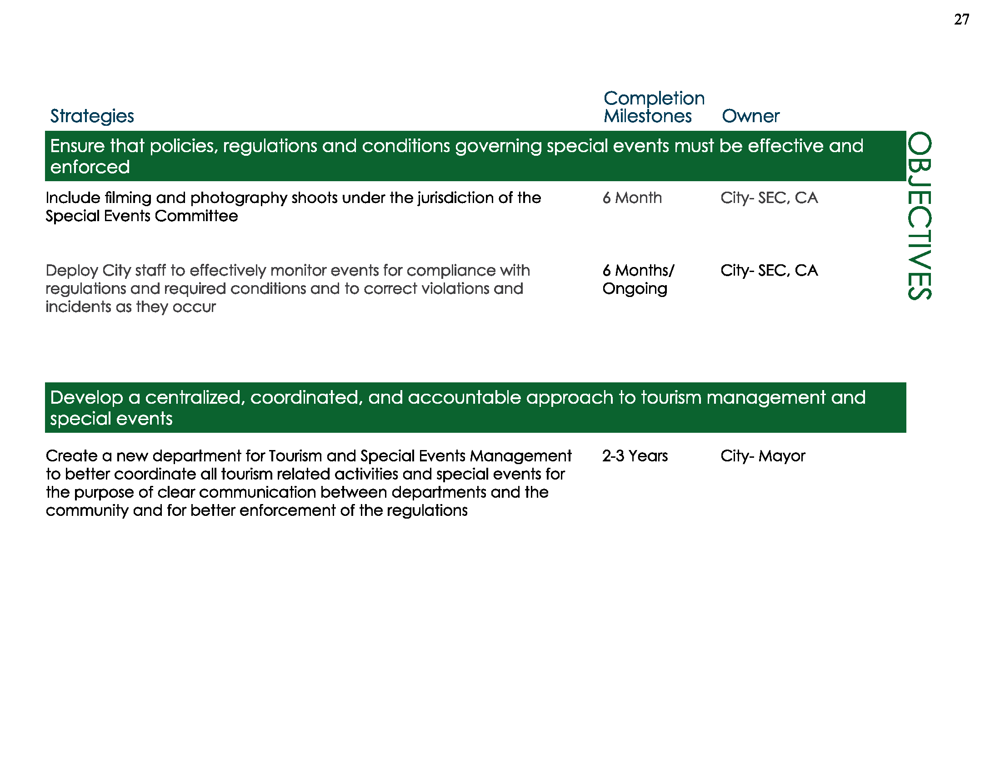 27
Completion
Strategies Milestones Owner
Ensure that policies, regulations and conditions governing special events must be effective and
enforced
OBJECTIVES
Include filming and photography shoots under the jurisdiction of the 6 Month City- SEC, CA
Special Events Committee
Deploy City staff to effectively monitor events for compliance with 6 Months/ City- SEC, CA
regulations and required conditions and to correct violations and Ongoing
incidents as they occur
Develop a centralized, coordinated, and accountable approach to tourism management and
special events
Create a new department for Tourism and Special Events Management 2-3 Years City- Mayor
to better coordinate all tourism related activities and special events for
the purpose of clear communication between departments and the
community and for better enforcement of the regulations